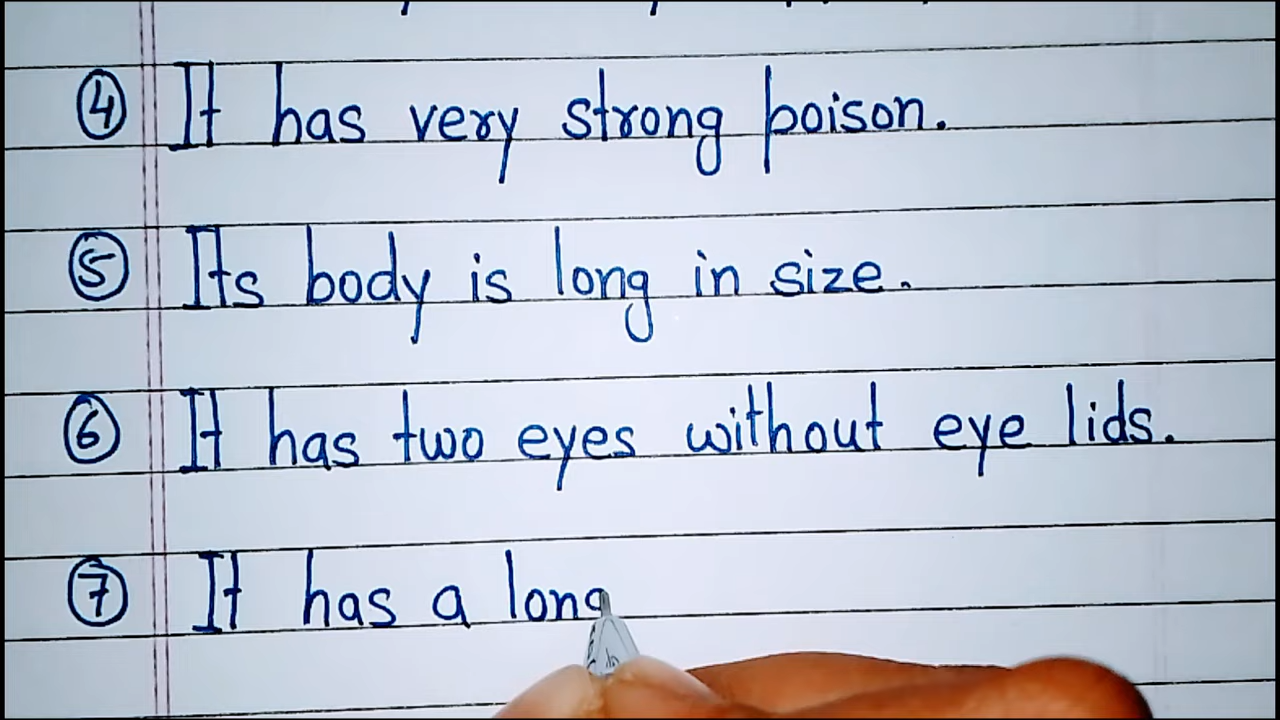 ④ It has very strong poison.
⑤ Its body is long in size.
⑥ It has two eyes without eye lids.
⑦ It has a long